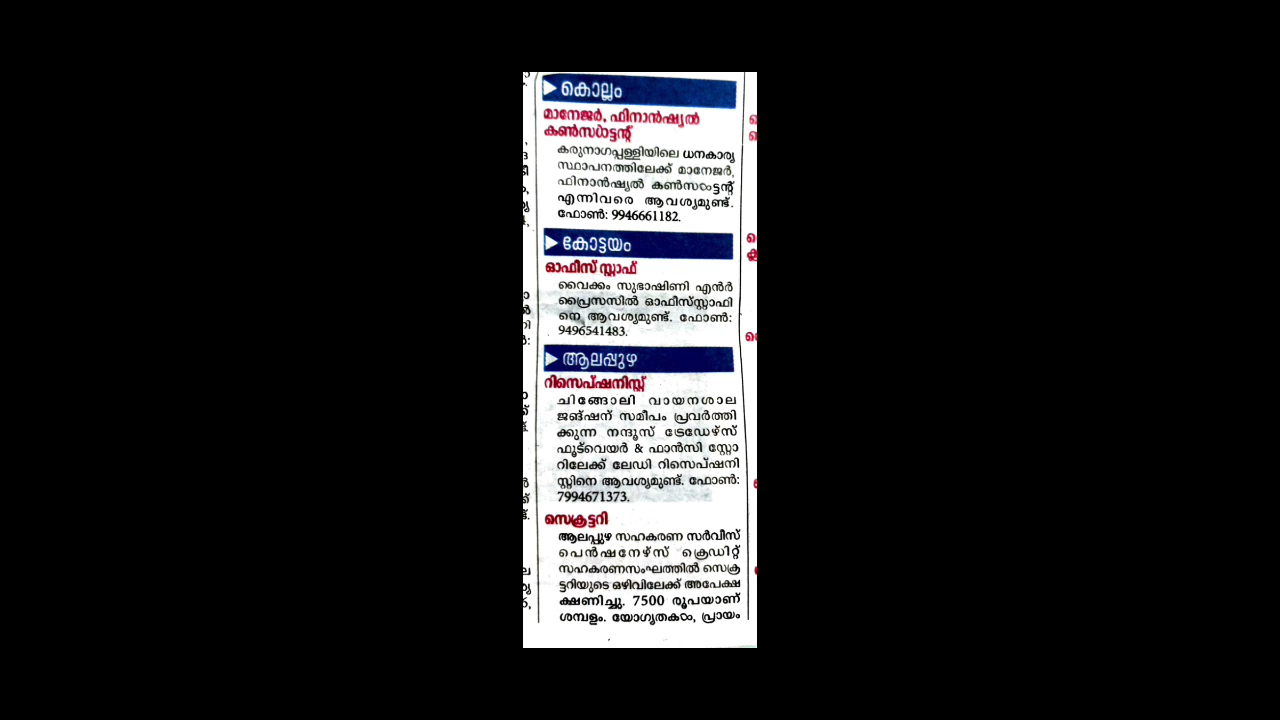 കൊല്ലം
മാനേജർ, ഫിനാൻഷ്യൽ
കൺസൾട്ടന്റ്
കരുനാഗപ്പള്ളിയിലെ ധനകാര്യ
സ്ഥാപനത്തിലേക്ക് മാനേജർ,
ഫിനാൻഷ്യൽ കൺസൾട്ടന്റ്
എന്നിവരെ ആവശ്യമുണ്ട്.
ഫോൺ: 9946661182.
കോട്ടയം
ഓഫീസ് സ്റ്റാഫ്
വൈക്കം സുഭാഷിണി എൻർ
പ്രൈസസിൽ ഓഫീസ്സ്റ്റാഫി
നെ ആവശ്യമുണ്ട്. ഫോൺ:
9496541483.
ആലപ്പുഴ
റിസെപ്ഷനിസ്റ്റ്
ചിങ്ങോലി വായനശാല
ജങ്ഷന് സമീപം പ്രവർത്തി
ക്കുന്ന നന്ദൂസ് ട്രേഡേഴ്സ്
ഫൂട്‌വെയർ & ഫാൻസി സ്റ്റോ
റിലേക്ക് ലേഡി റിസെപ്ഷനി
സ്റ്റിനെ ആവശ്യമുണ്ട്. ഫോൺ:
7994671373.
സെക്രട്ടറി
ആലപ്പുഴ സഹകരണ സർവീസ്
പെൻഷനേഴ്സ് ക്രെഡിറ്റ്
സഹകരണസംഘത്തിൽ സെക്ര
ട്ടറിയുടെ ഒഴിവിലേക്ക് അപേക്ഷ
ക്ഷണിച്ചു. 7500 രൂപയാണ്
ശമ്പളം. യോഗ്യതകൾ, പ്രായം